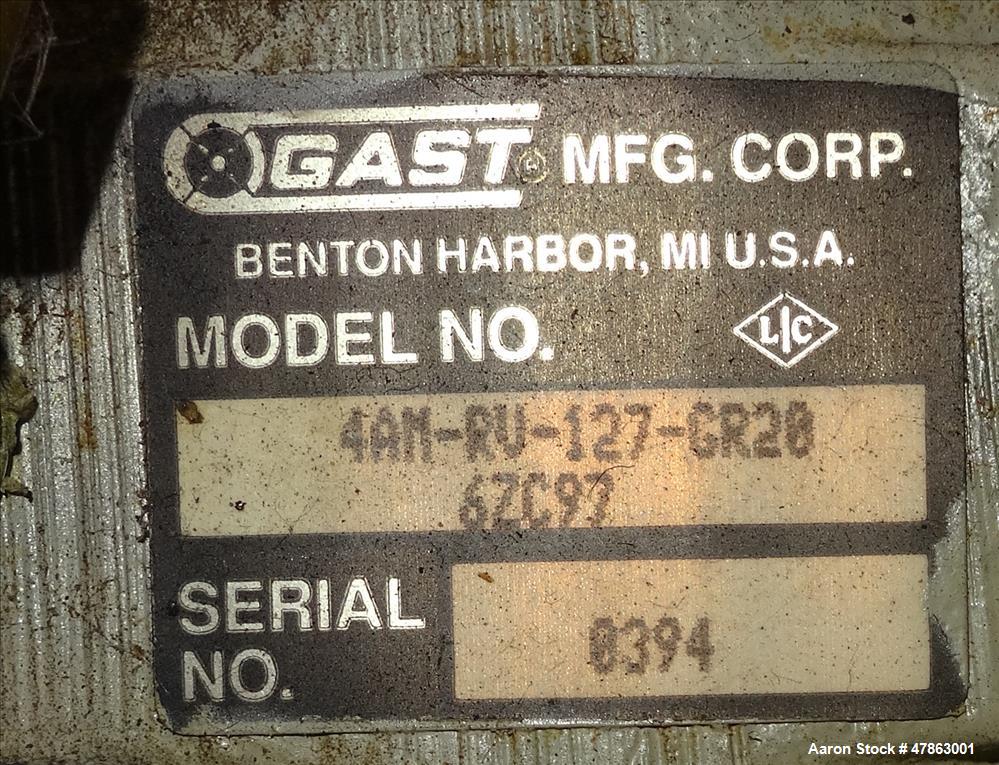 GAST® MFG. CORP.
BENTON HARBOR, MI U.S.A.
MODEL NO.
L|C
4AM-RV-127-GR20
6ZC97
SERIAL
NO.
0394
Aaron Stock # 47863001